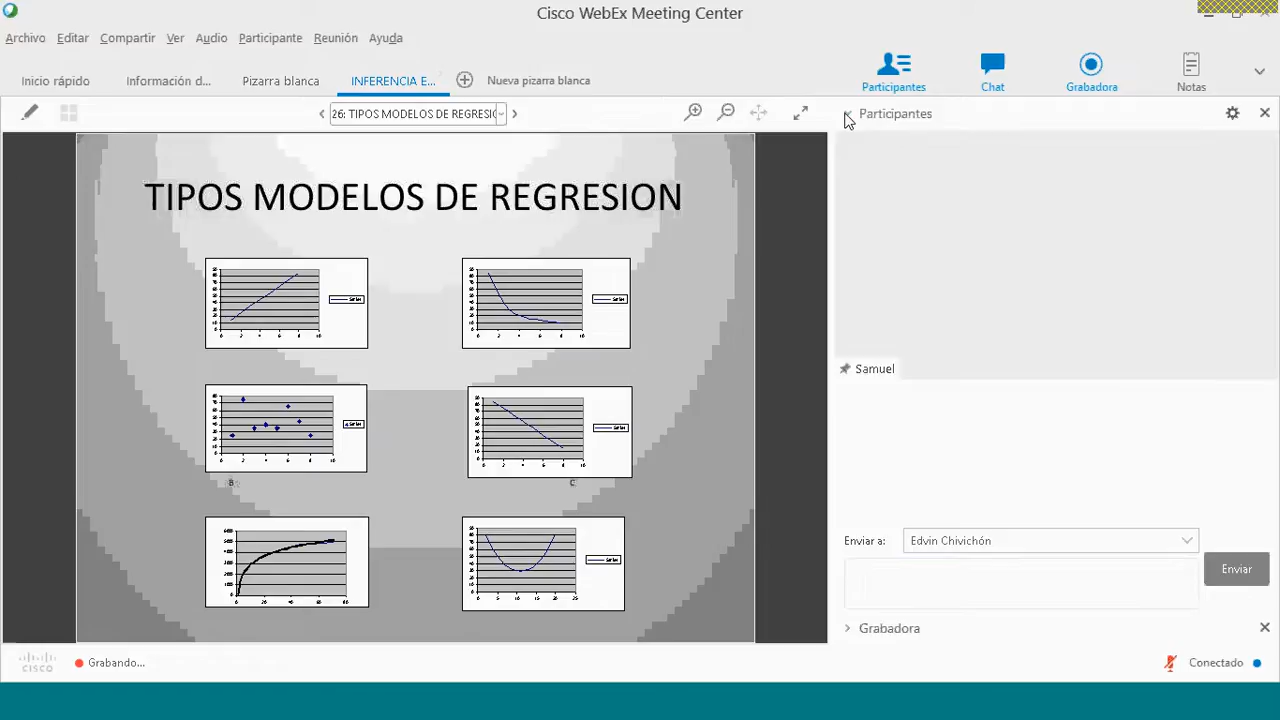 Cisco WebEx Meeting Center
Archivo Editar Compartir Ver Audio Participante Reunión Ayuda
Inicio rápido Información d... Pizarra blanca INFERENCIA E... Nueva pizarra blanca
Participantes Chat Grabadora Notas
26: TIPOS MODELOS DE REGRESIO
Participantes
TIPOS MODELOS DE REGRESION
Samuel
B
C
Enviar a: Edvin Chivichón
Enviar
Grabadora
CISCO
Grabando...
Conectado